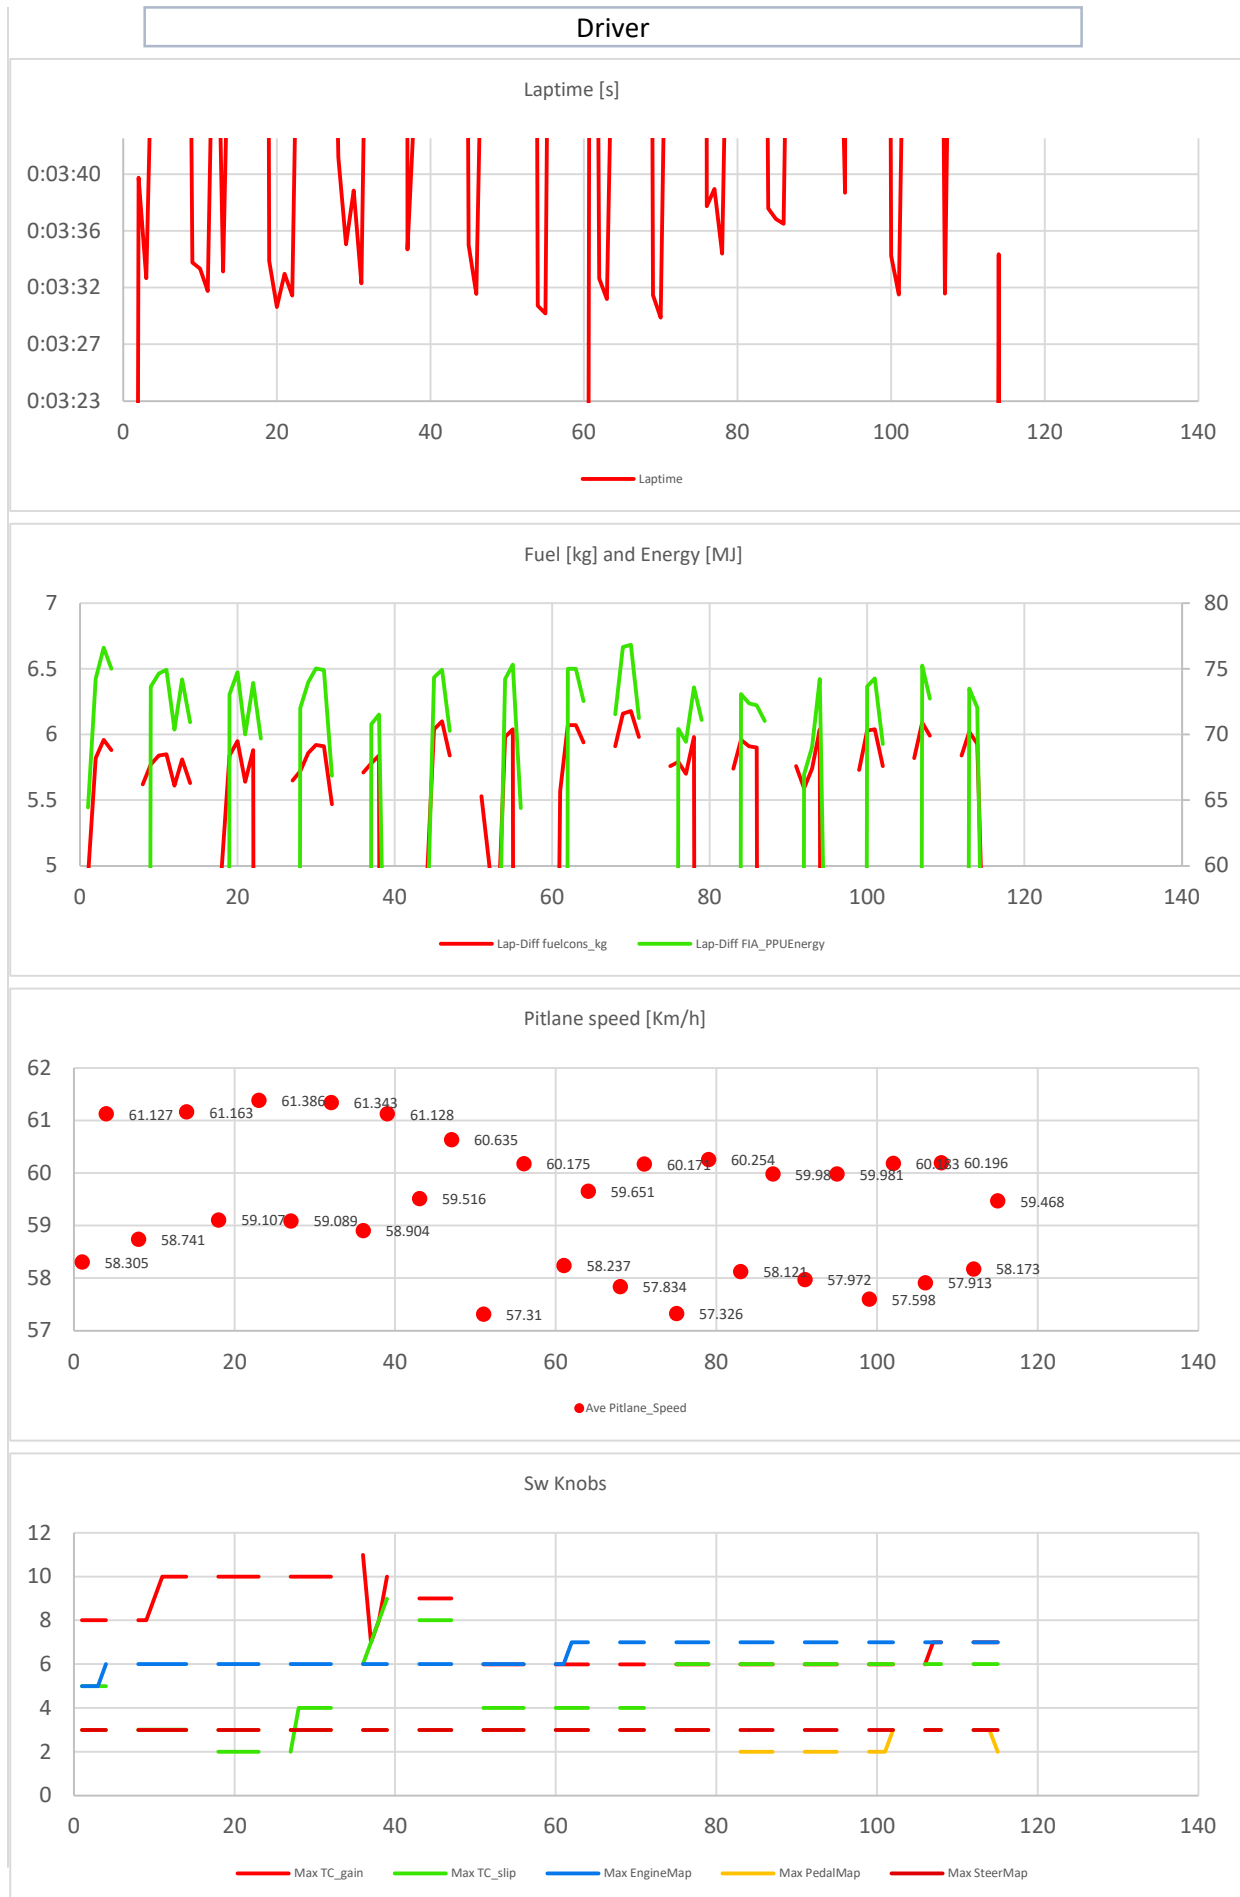 Driver
Laptime [s]
0:03:40
0:03:36
0:03:32
0:03:27
0:03:23
0 20 40 60 80 100 120 140
Laptime
Fuel [kg] and Energy [MJ]
7 80
6.5 75
6 70
5.5 65
5 60
0 20 40 60 80 100 120 140
Lap-Diff fuelcons_kg Lap-Diff FIA_PPUEnergy
Pitlane speed [Km/h]
62
61 61.127 61.163 61.386 61.343 61.128
60.635
60 60.175 60.171 60.254 59.98 59.981 60.183 60.196
59.516 59.651 59.468
59 58.741 59.107 59.089 58.904
58 58.305 58.237 57.834 58.121 57.972 57.598 57.913 58.173
57 57.31 57.326
0 20 40 60 80 100 120 140
Ave Pitlane_Speed
Sw Knobs
12
10
8
6
4
2
0
0 20 40 60 80 100 120 140
Max TC_gain Max TC_slip Max EngineMap Max PedalMap Max SteerMap